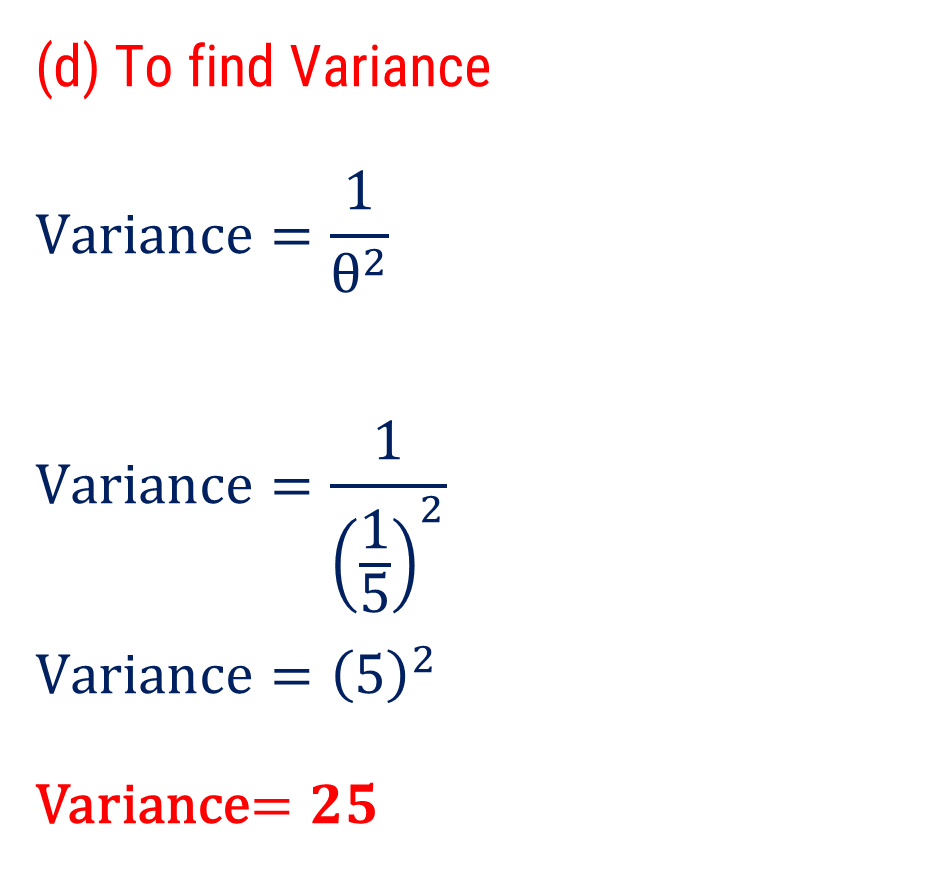 (d) To find Variance
Variance = 1/θ²
Variance = 1/(1/5)²
Variance = (5)²
Variance= 25